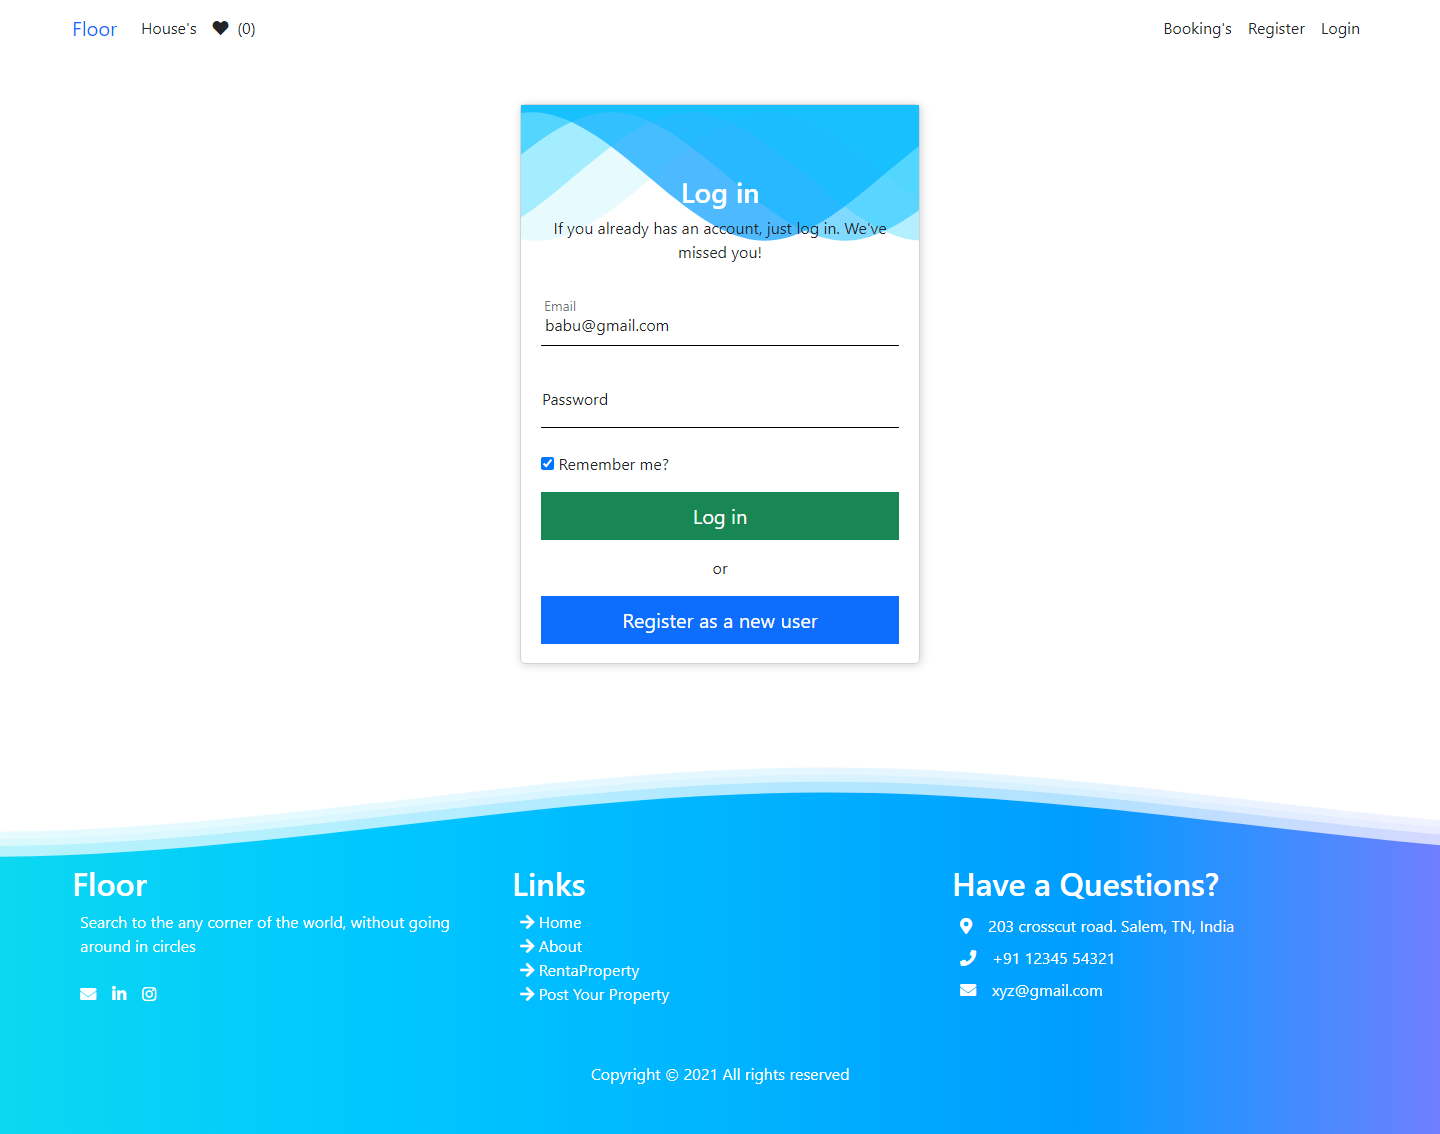 Floor House's (0) Booking's Register Login
Log in
If you already has an account, just log in. We've
missed you!
Email
babu@gmail.com
Password
Remember me?
Log in
or
Register as a new user
Floor
Search to the any corner of the world, without going
around in circles
Links
Home
About
RentaProperty
Post Your Property
Have a Questions?
203 crosscut road. Salem, TN, India
+91 12345 54321
xyz@gmail.com
Copyright © 2021 All rights reserved